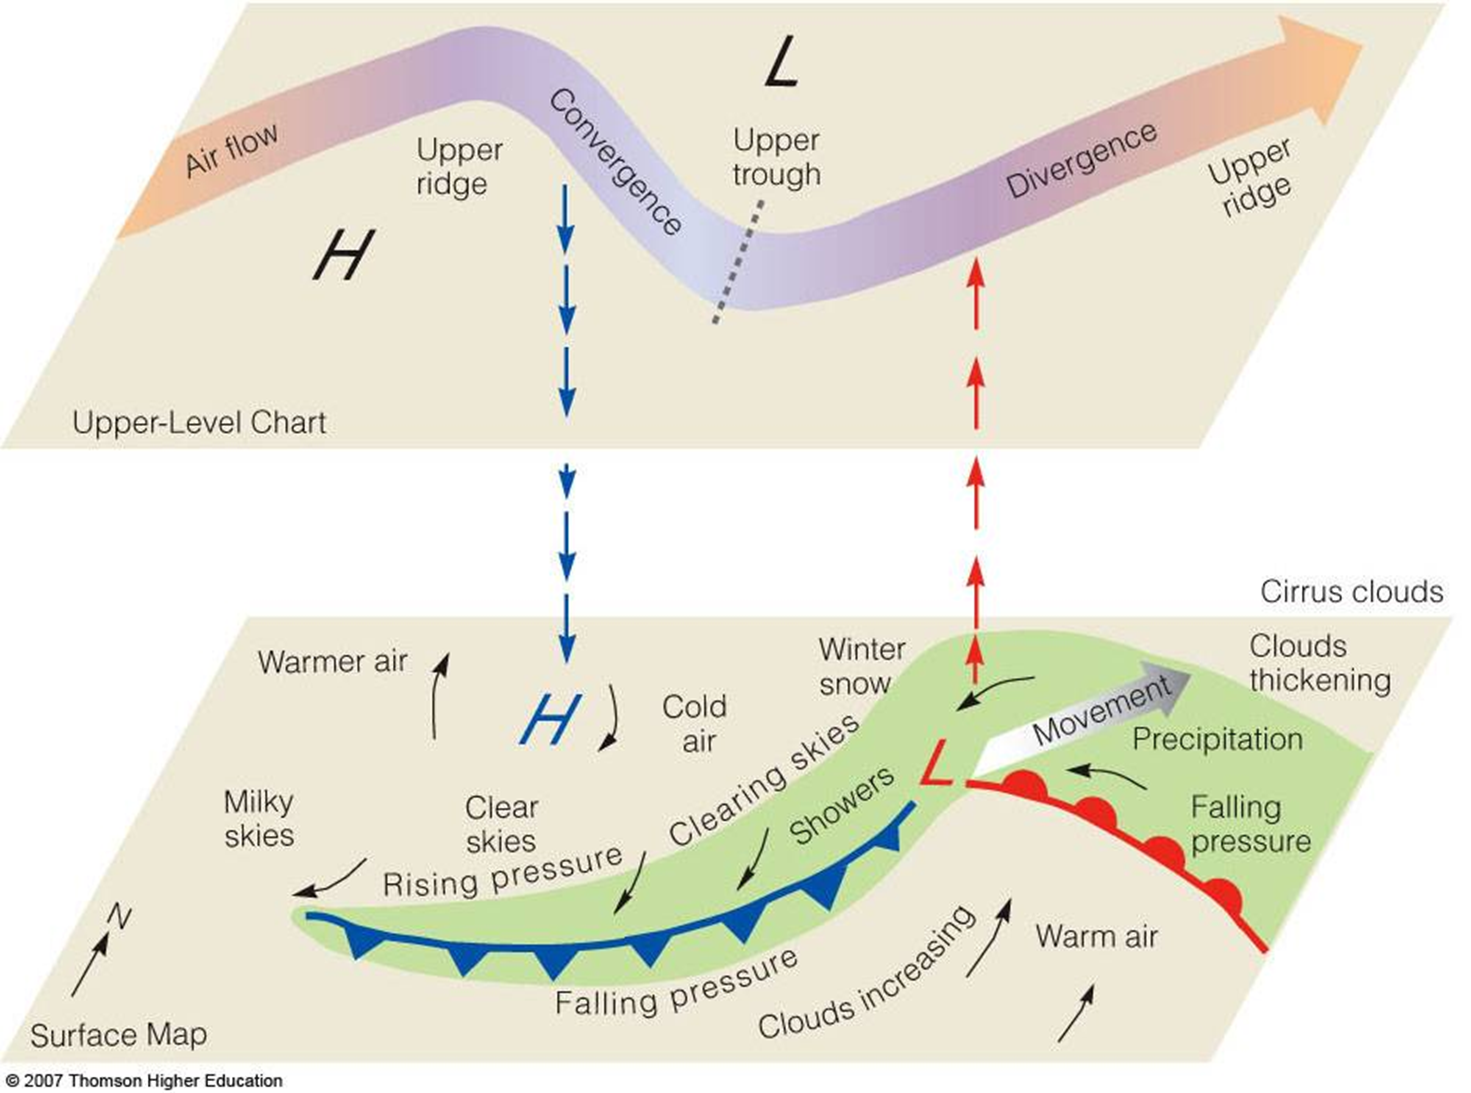 L
Convergence
Air flow
Upper
ridge
Upper
trough
Divergence
Upper
ridge
H
Upper-Level Chart
Cirrus clouds
Warmer air
Winter
snow
Clouds
thickening
H
Cold
air
Movement
Precipitation
L
Milky
skies
Clear
skies
Clearing skies
Showers
Falling
pressure
Rising pressure
N
Warm air
Falling pressure
Clouds increasing
Surface Map
© 2007 Thomson Higher Education